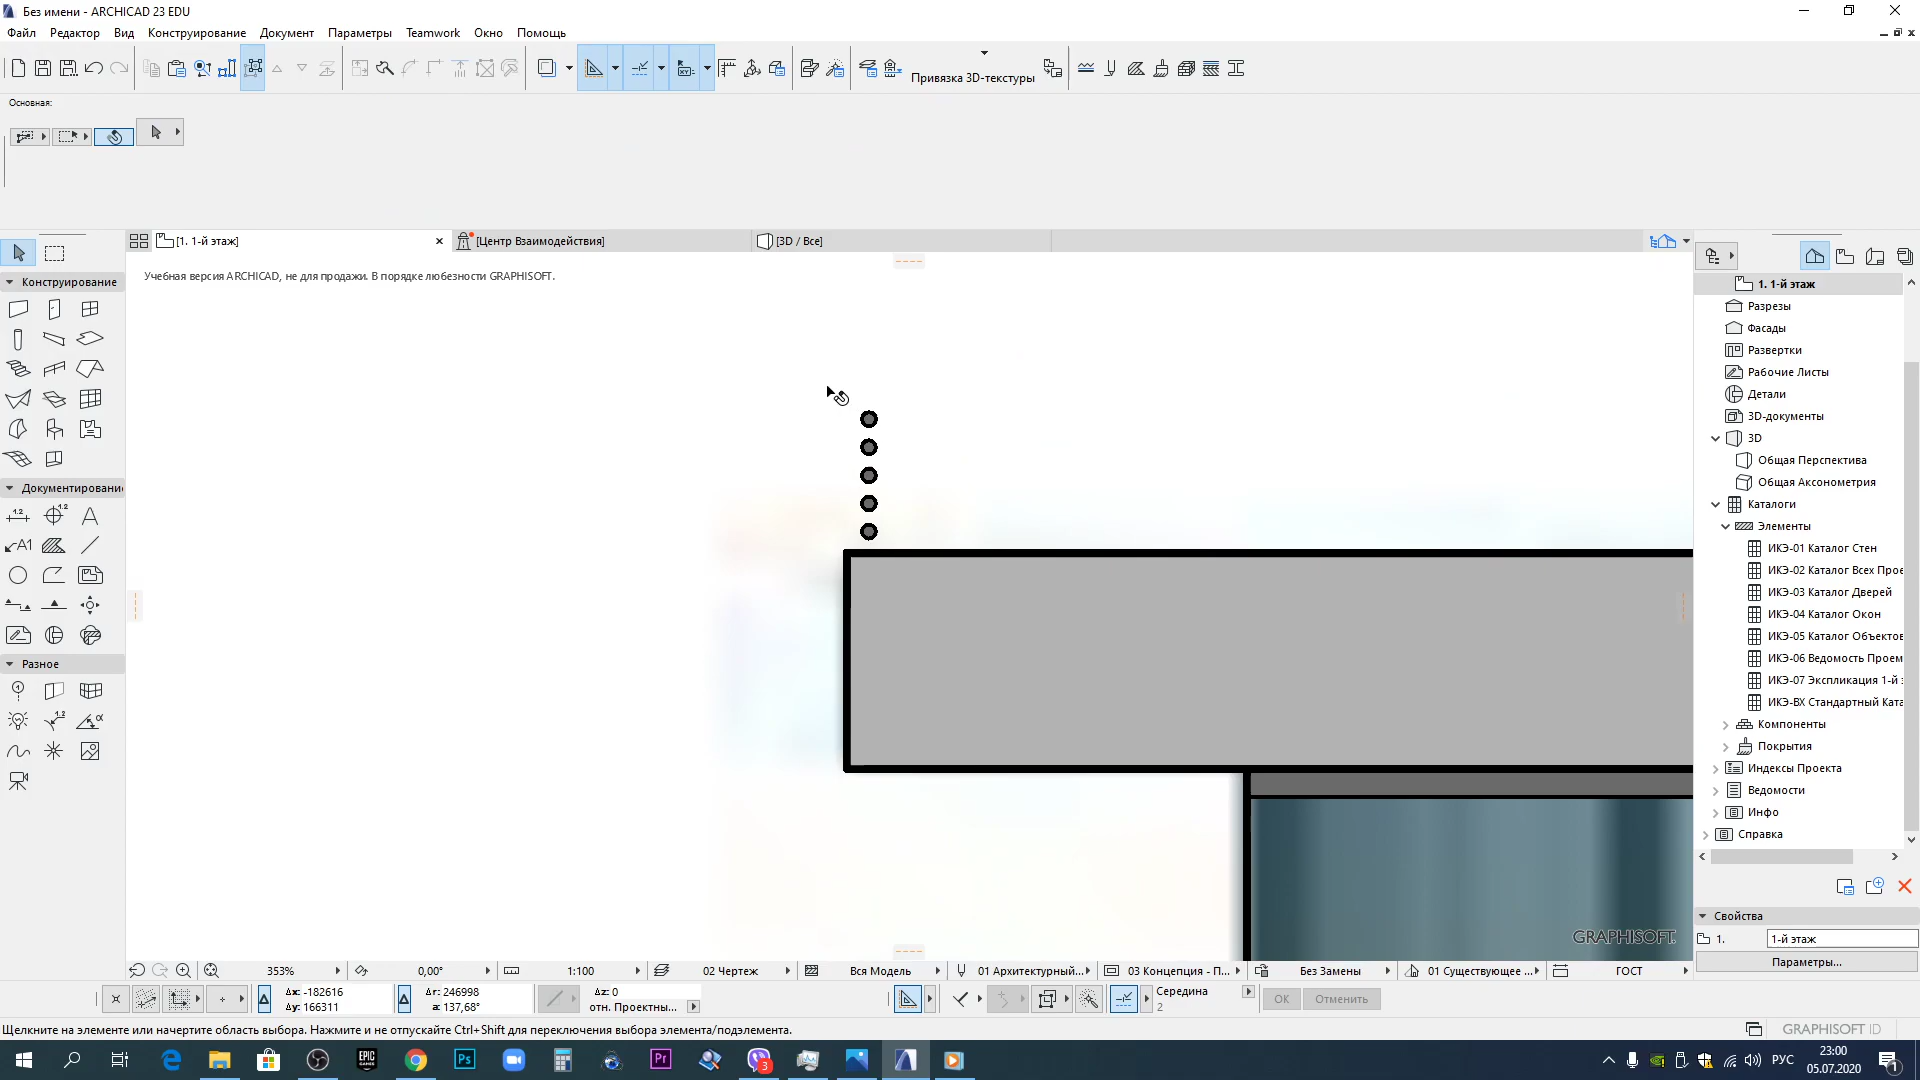 Без имени - ARCHICAD 23 EDU
Файл Редактор Вид Конструирование Документ Параметры Teamwork Окно Помощь
Привязка 3D-текстуры
Основная:
[1. 1-й этаж] [Центр Взаимодействия] [3D / Все]
Учебная версия ARCHICAD, не для продажи. В порядке любезности GRAPHISOFT.
Конструирование
Документирование
Разное
1. 1-й этаж
Разрезы
Фасады
Развертки
Рабочие Листы
Детали
3D-документы
3D
Общая Перспектива
Общая Аксонометрия
Каталоги
Элементы
ИКЭ-01 Каталог Стен
ИКЭ-02 Каталог Всех Прое
ИКЭ-03 Каталог Дверей
ИКЭ-04 Каталог Окон
ИКЭ-05 Каталог Объектов
ИКЭ-06 Ведомость Проем
ИКЭ-07 Экспликация 1-й э
ИКЭ-ВХ Стандартный Ката
Компоненты
Покрытия
Индексы Проекта
Ведомости
Инфо
Справка
Свойства
1. 1-й этаж
Параметры...
GRAPHISOFT.
353% 0,00° 1:100 02 Чертеж Вся Модель 01 Архитектурный... 03 Концепция - П... Без Замены 01 Существующее ... ГОСТ
Δx: -182616 Δr: 246998 Δz: 0 Середина
Δy: 166311 a: 137,68° отн. Проектны... 2 ОК Отменить
Щелкните на элементе или начертите область выбора. Нажмите и не отпускайте Ctrl+Shift для переключения выбора элемента/подэлемента.
GRAPHISOFT ID
РУС 23:00
05.07.2020